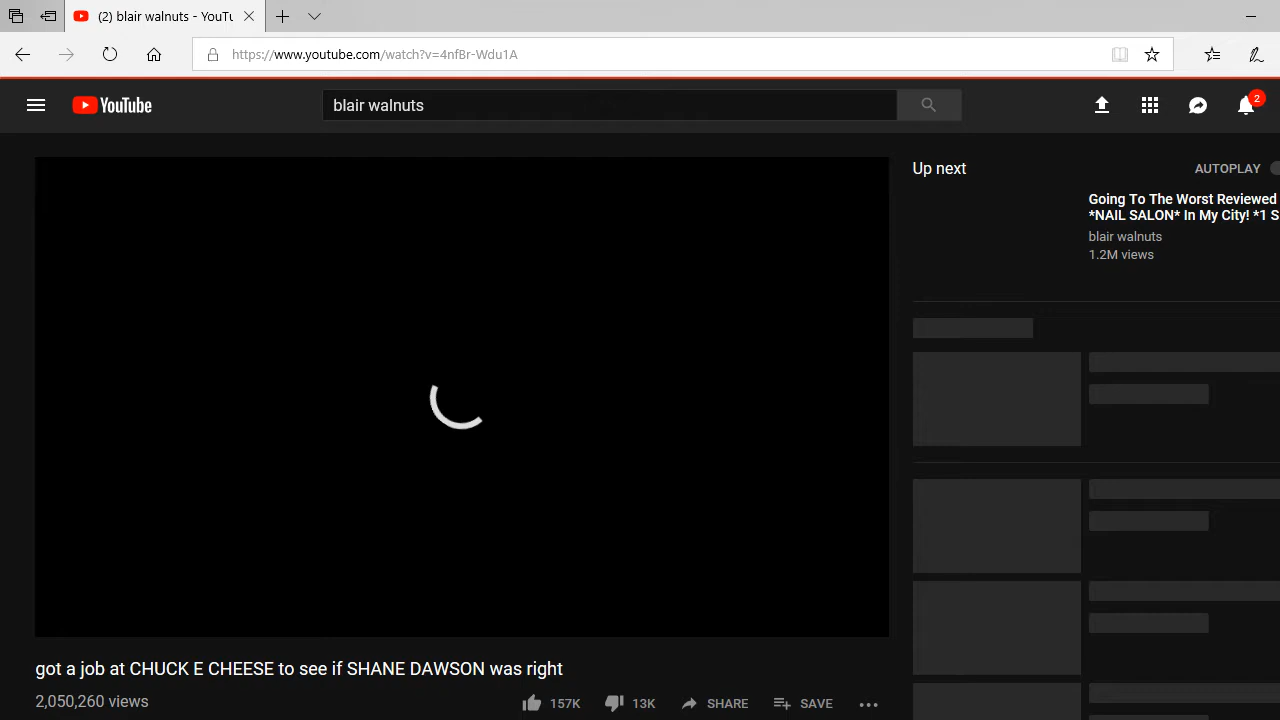 (2) blair walnuts - YouTu
https://www.youtube.com/watch?v=4nfBr-Wdu1A
YouTube
blair walnuts
2
Up next
AUTOPLAY
Going To The Worst Reviewed
*NAIL SALON* In My City! *1 S
blair walnuts
1.2M views
got a job at CHUCK E CHEESE to see if SHANE DAWSON was right
2,050,260 views
157K
13K
SHARE
SAVE